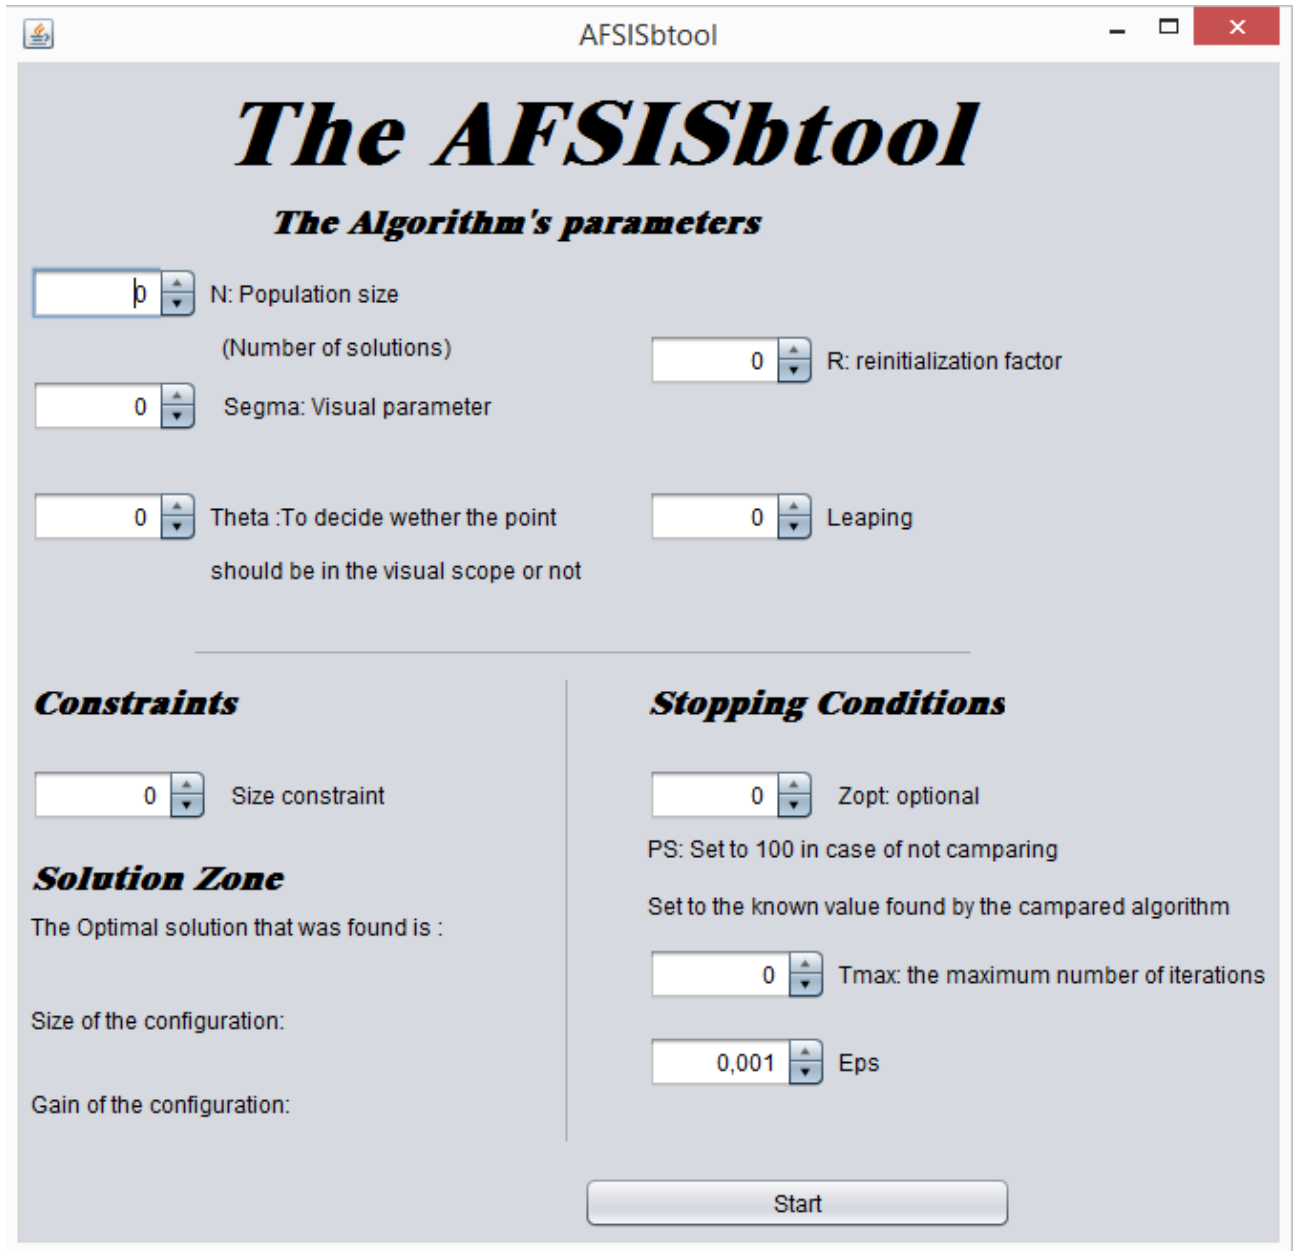 AFSISbtool
The AFSISbtool
The Algorithm's parameters
0 N: Population size
(Number of solutions)
0 R: reinitialization factor
0 Segma: Visual parameter
0 Theta :To decide wether the point
should be in the visual scope or not
0 Leaping
Constraints
0 Size constraint
Solution Zone
The Optimal solution that was found is :
Size of the configuration:
Gain of the configuration:
Stopping Conditions
0 Zopt: optional
PS: Set to 100 in case of not camparing
Set to the known value found by the campared algorithm
0 Tmax: the maximum number of iterations
0,001 Eps
Start